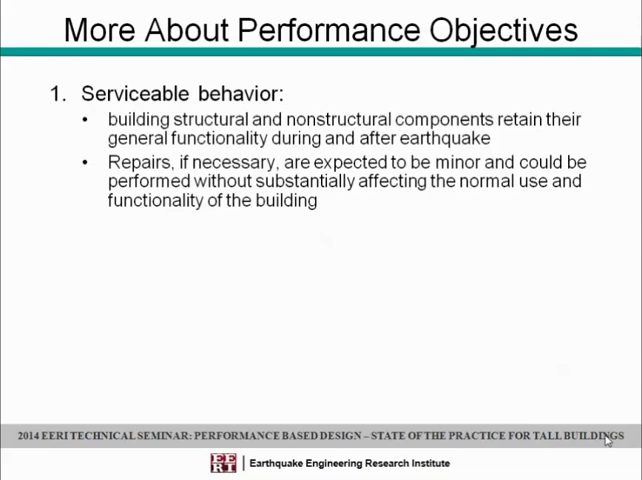 More About Performance Objectives
1. Serviceable behavior:
• building structural and nonstructural components retain their
general functionality during and after earthquake
• Repairs, if necessary, are expected to be minor and could be
performed without substantially affecting the normal use and
functionality of the building
2014 EERI TECHNICAL SEMINAR: PERFORMANCE BASED DESIGN – STATE OF THE PRACTICE FOR TALL BUILDINGS
EERI | Earthquake Engineering Research Institute